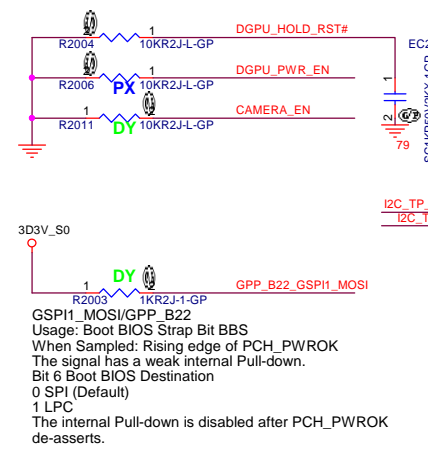 DGPU_HOLD_RST#
1
R2004
10KR2J-L-GP
EC2
DGPU_PWR_EN
1
R2006
PX
10KR2J-L-GP
1
CAMERA_EN
1
R2011
DY
10KR2J-L-GP
2
79
I2C_TP_
I2C_T
3D3V_S0
DY
1
GPP_B22_GSPI1_MOSI
R2003
1KR2J-1-GP
GSPI1_MOSI/GPP_B22
Usage: Boot BIOS Strap Bit BBS
When Sampled: Rising edge of PCH_PWROK
The signal has a weak internal Pull-down.
Bit 6 Boot BIOS Destination
0 SPI (Default)
1 LPC
The internal Pull-down is disabled after PCH_PWROK
de-asserts.